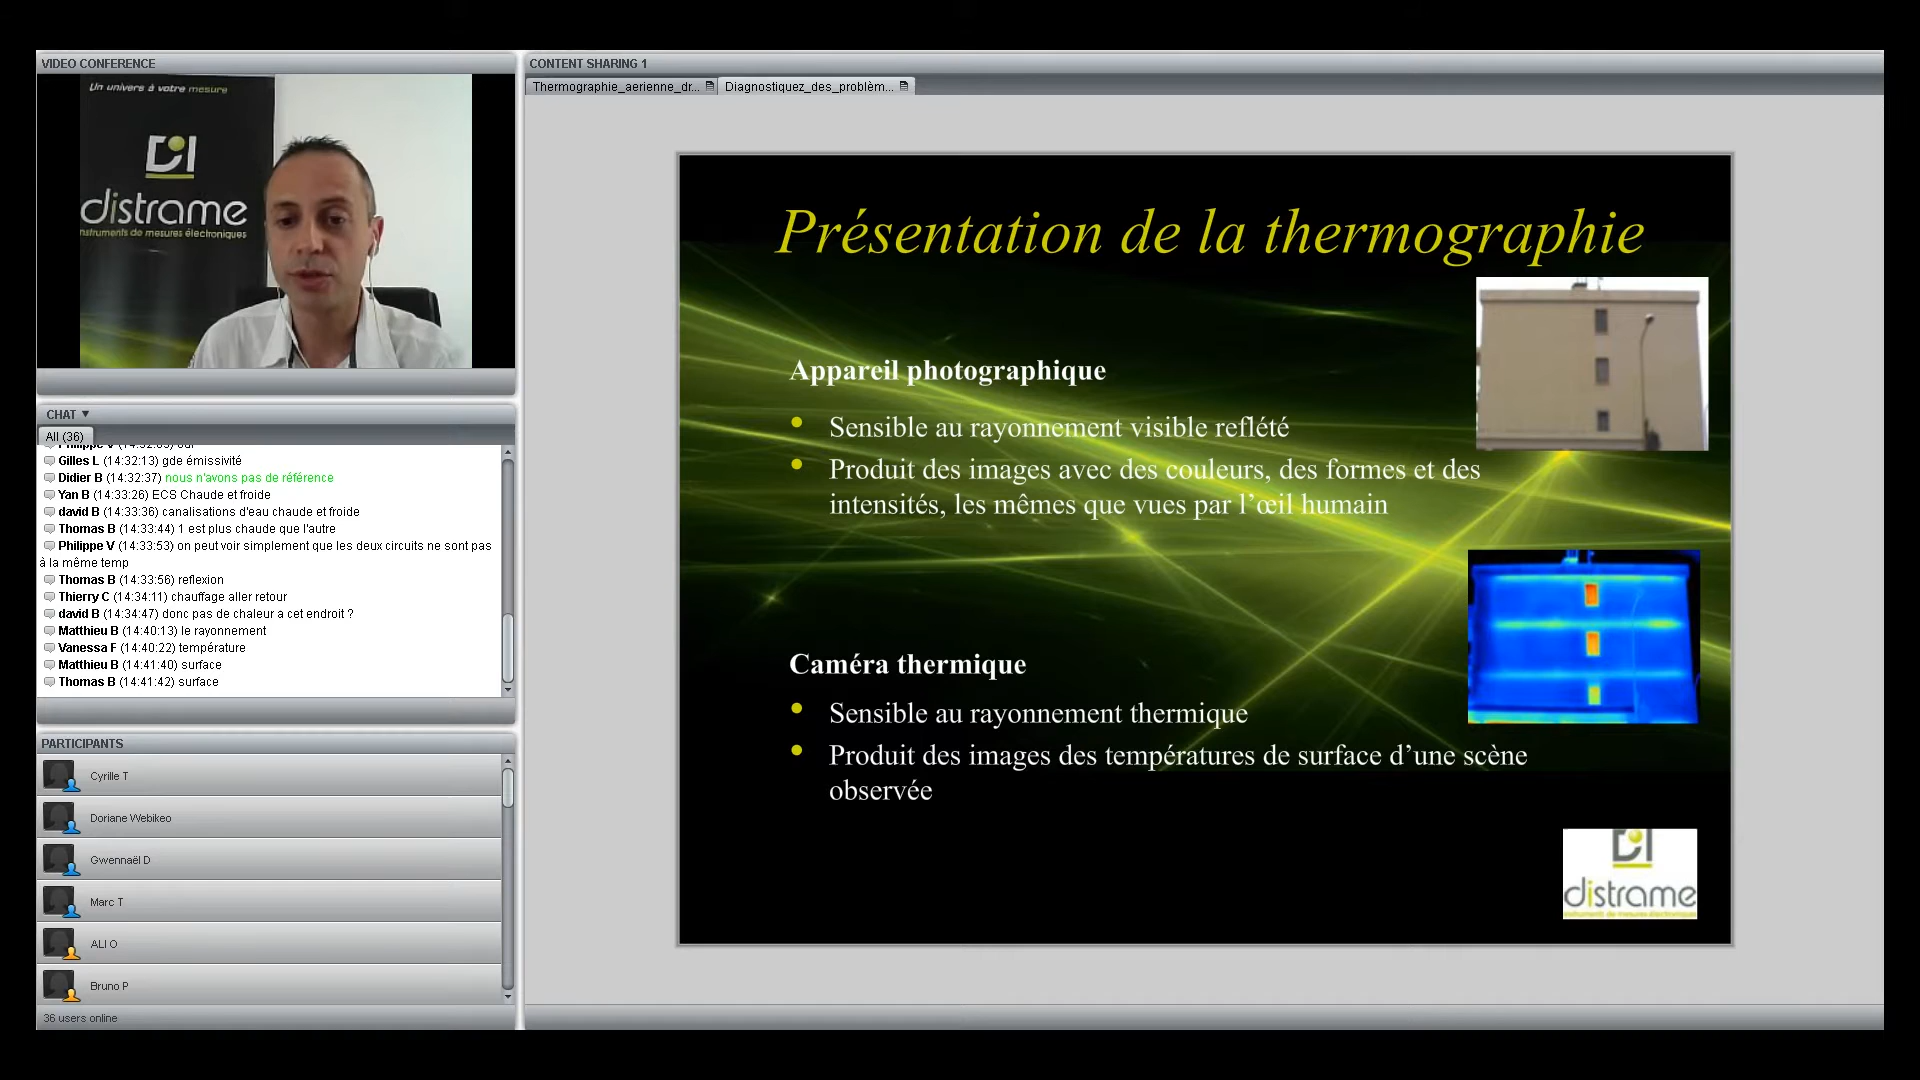 VIDEO CONFERENCE
Un univers à votre mesure
distrame
instruments de mesures électroniques
CHAT ▼
All (36)
Gilles L (14:32:13) gde émissivité
Didier B (14:32:37) nous n'avons pas de référence
Yan B (14:33:26) ECS Chaude et froide
david B (14:33:36) canalisations d'eau chaude et froide
Thomas B (14:33:44) 1 est plus chaude que l'autre
Philippe V (14:33:53) on peut voir simplement que les deux circuits ne sont pas
à la même temp
Thomas B (14:33:56) reflexion
Thierry C (14:34:11) chauffage aller retour
david B (14:34:47) donc pas de chaleur a cet endroit ?
Matthieu B (14:40:13) le rayonnement
Vanessa F (14:40:22) température
Matthieu B (14:41:40) surface
Thomas B (14:41:42) surface
PARTICIPANTS
Cyrille T
Doriane Webikeo
Gwennaël D
Marc T
ALI O
Bruno P
36 users online
CONTENT SHARING 1
Thermographie_aerienne_dr...
Diagnostiquez_des_problèm...
Présentation de la thermographie
Appareil photographique
• Sensible au rayonnement visible reflété
• Produit des images avec des couleurs, des formes et des
intensités, les mêmes que vues par l'œil humain
Caméra thermique
• Sensible au rayonnement thermique
• Produit des images des températures de surface d'une scène
observée
distrame
instruments de mesures électroniques